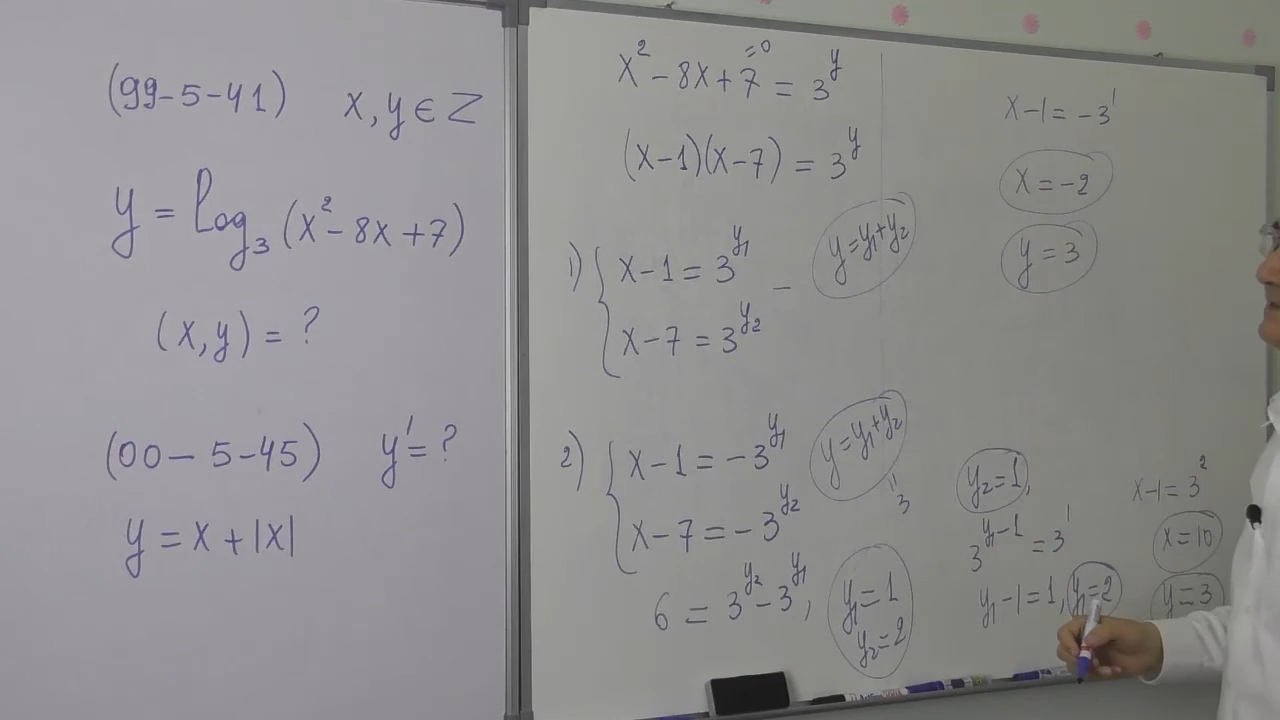 (99-5-41) x, y ∈ Z
y = log₃(x² - 8x + 7)
(x, y) = ?
(00 - 5 - 45) y' = ?
y = x + |x|
=0
x² - 8x + 7 = 3^y
(x-1)(x-7) = 3^y
1) { x - 1 = 3^y₁ -
x - 7 = 3^y₂
y = y₁ + y₂
2) { x - 1 = -3^y₁
x - 7 = -3^y₂
y = y₁ + y₂
"
3
6 = 3^y₂ - 3^y₁ ,
y₁ = 1
y₂ = 2
x - 1 = -3¹
x = -2
y = 3
y₂ = 1,
3^y₁-1 = 3¹
y₁ - 1 = 1, y₁ = 2
x - 1 = 3²
x = 10
y = 3